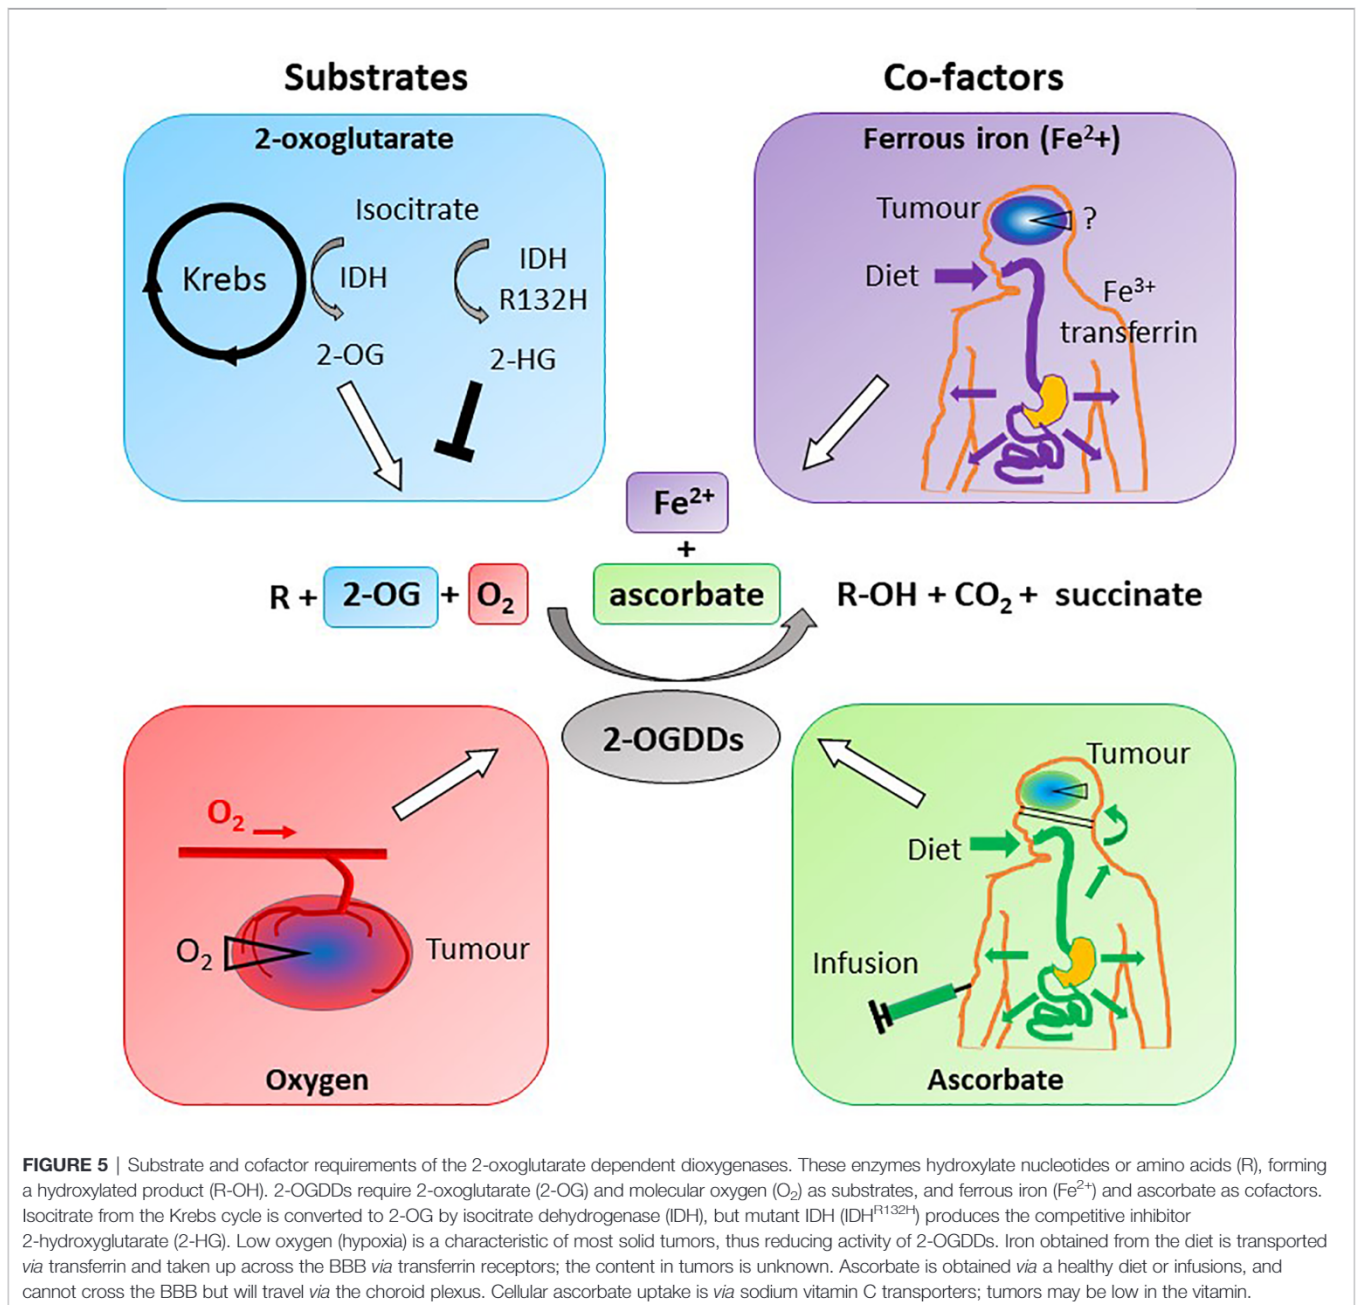 Substrates
Co-factors
2-oxoglutarate
Isocitrate
Krebs
IDH
IDH
R132H
2-OG
2-HG
Ferrous iron (Fe²+)
Tumour
?
Diet
Fe³⁺
transferrin
Fe²⁺
+
R + 2-OG + O₂
ascorbate
R-OH + CO₂ + succinate
2-OGDDs
O₂
O₂
Tumour
Oxygen
Tumour
Diet
Infusion
Ascorbate
FIGURE 5 | Substrate and cofactor requirements of the 2-oxoglutarate dependent dioxygenases. These enzymes hydroxylate nucleotides or amino acids (R), forming
a hydroxylated product (R-OH). 2-OGDDs require 2-oxoglutarate (2-OG) and molecular oxygen (O₂) as substrates, and ferrous iron (Fe²⁺) and ascorbate as cofactors.
Isocitrate from the Krebs cycle is converted to 2-OG by isocitrate dehydrogenase (IDH), but mutant IDH (IDHᴿ¹³²ᴴ) produces the competitive inhibitor
2-hydroxyglutarate (2-HG). Low oxygen (hypoxia) is a characteristic of most solid tumors, thus reducing activity of 2-OGDDs. Iron obtained from the diet is transported
via transferrin and taken up across the BBB via transferrin receptors; the content in tumors is unknown. Ascorbate is obtained via a healthy diet or infusions, and
cannot cross the BBB but will travel via the choroid plexus. Cellular ascorbate uptake is via sodium vitamin C transporters; tumors may be low in the vitamin.